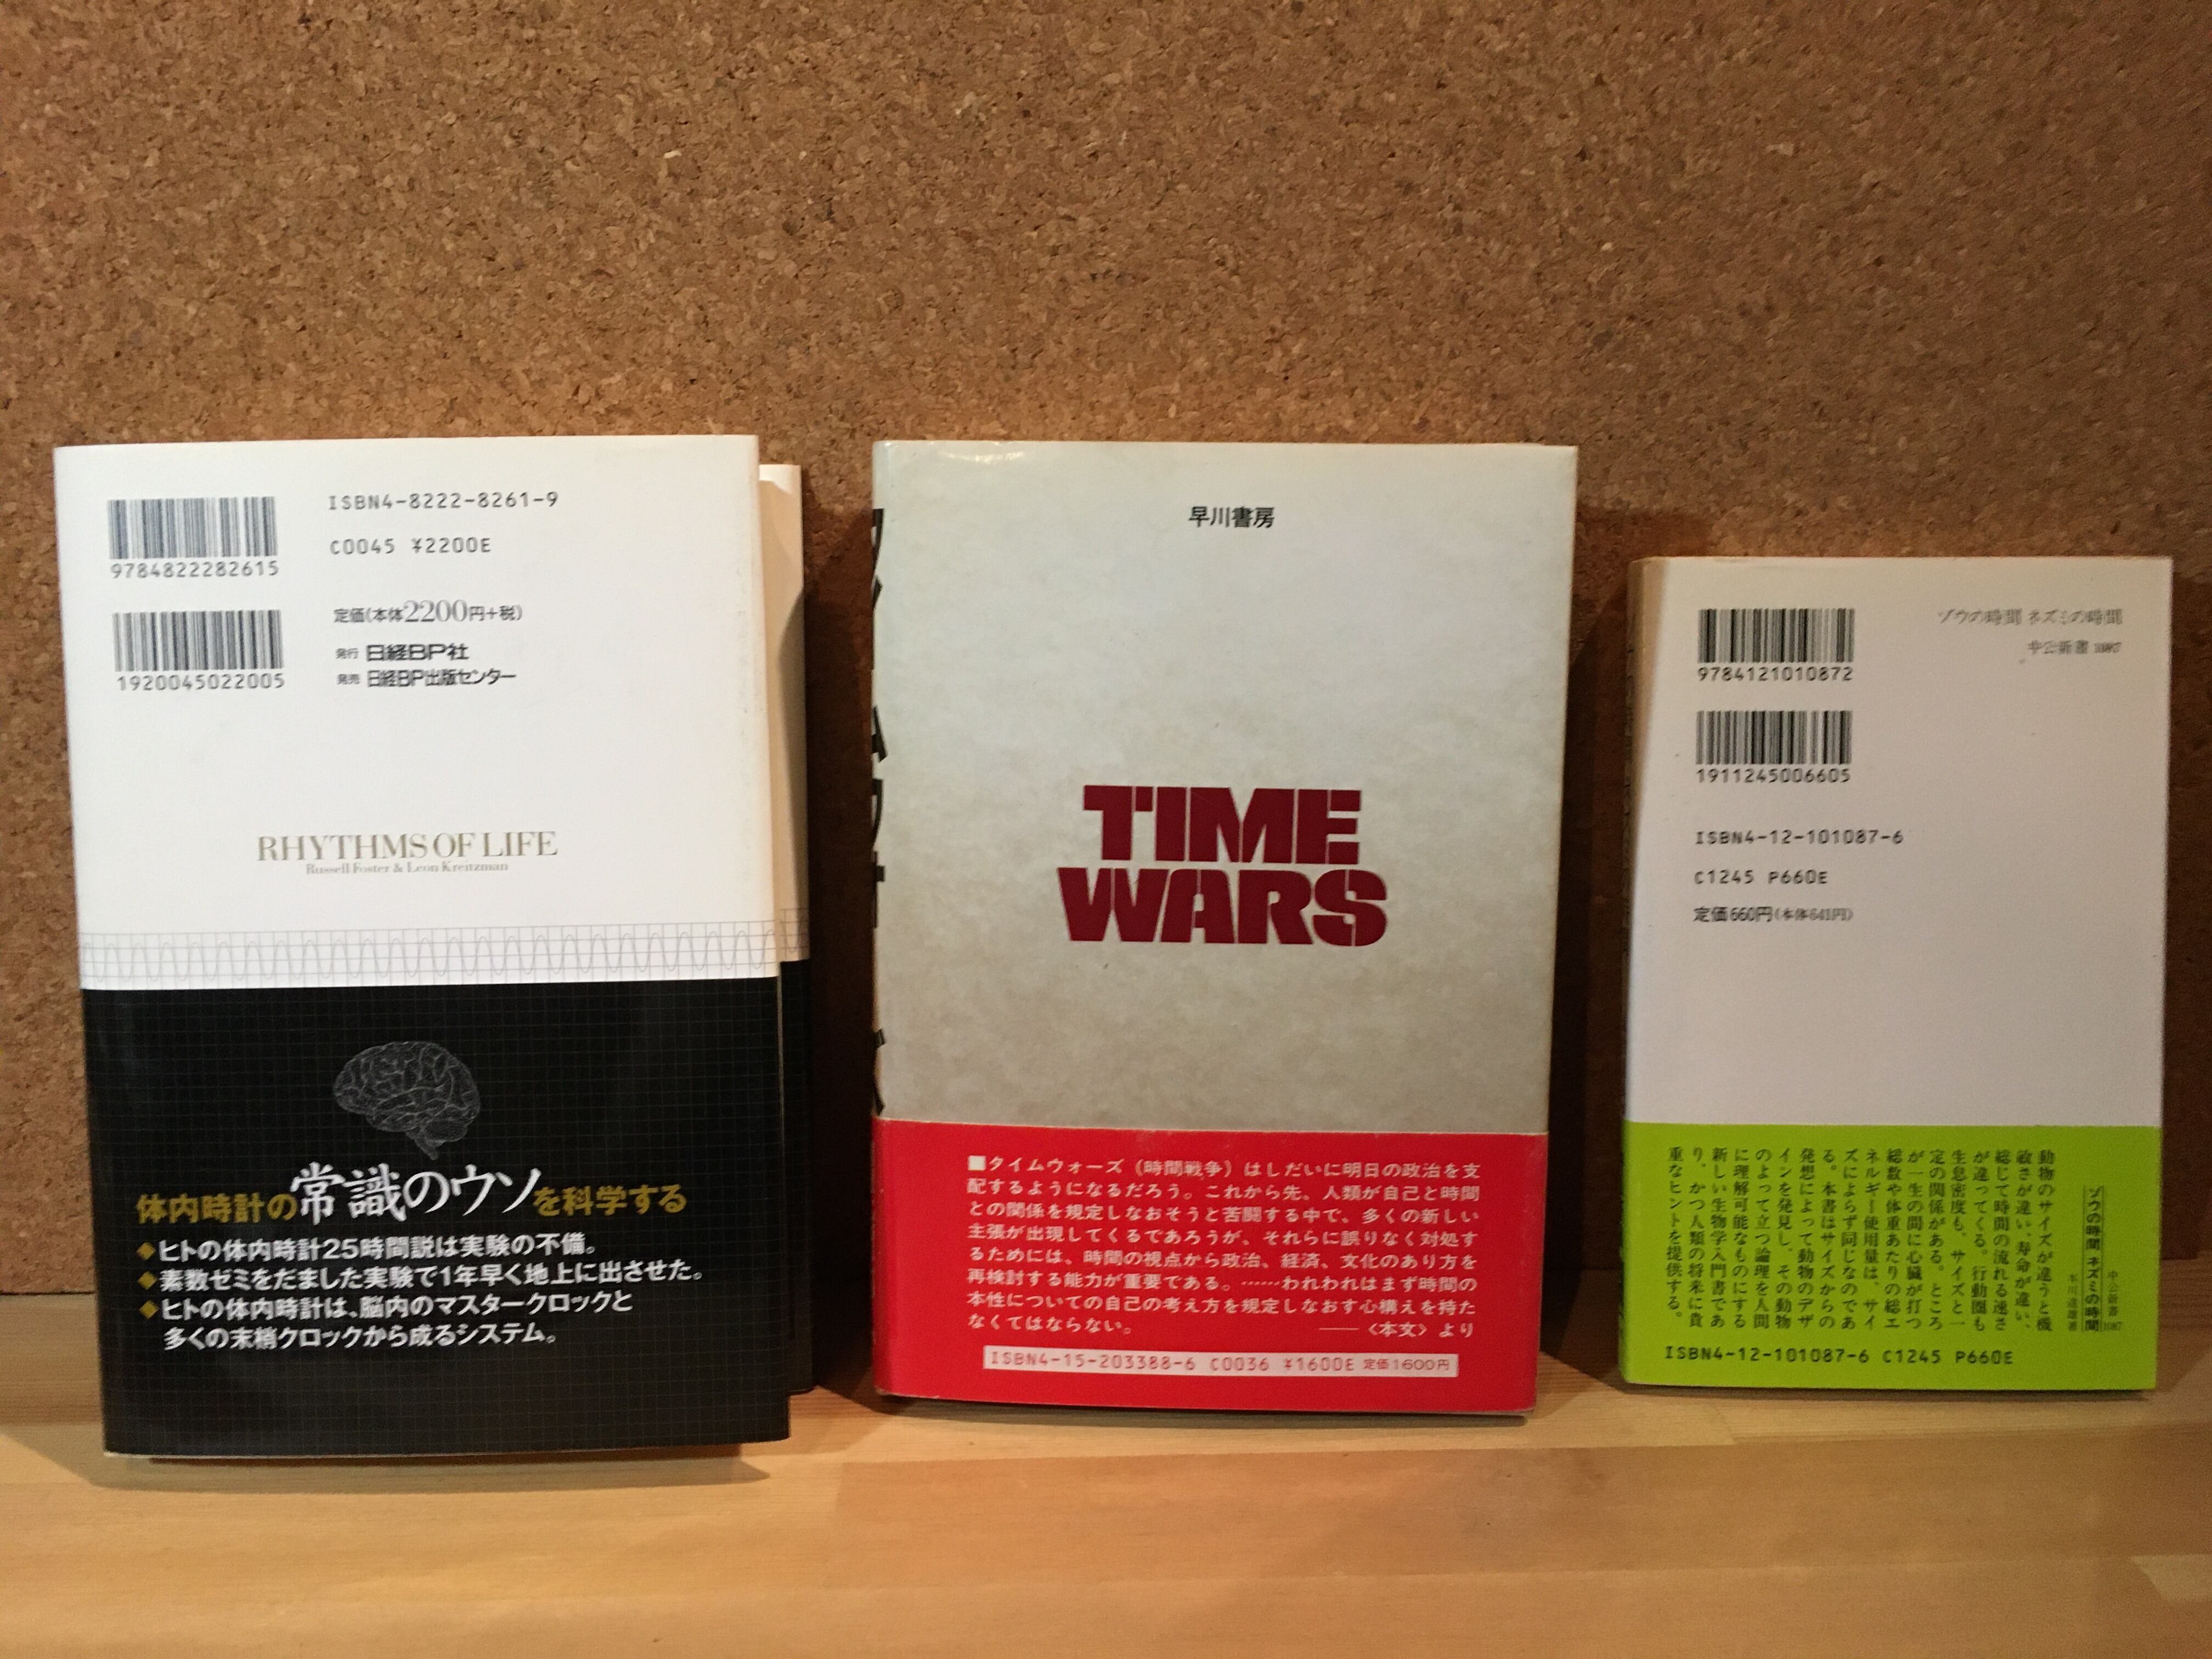 ISBN4-8222-8261-9
9784822282615
C0045 ¥2200E
1920045022005
定価(本体2200円+税)
発行 日経BP社
発売 日経BP出版センター
RHYTHMS OF LIFE
Russell Foster & Leon Kreitzman
体内時計の常識のウソを科学する
◆ヒトの体内時計25時間説は実験の不備。
◆素数ゼミをだました実験で1年早く地上に出させた。
◆ヒトの体内時計は、脳内のマスタークロックと
多くの末梢クロックから成るシステム。
早川書房
TIME
WARS
■タイムウォーズ（時間戦争）はしだいに明日の政治を支
配するようになるだろう。これから先、人類が自己と時間
との関係を規定しなおそうと苦闘する中で、多くの新しい
主張が出現してくるであろうが、それらに誤りなく対処す
るためには、時間の視点から政治、経済、文化のあり方を
再検討する能力が重要である。……われわれはまず時間の
本性についての自己の考え方を規定しなおす心構えを持た
なくてはならない。 ——〈本文〉より
ISBN4-15-203388-6 C0036 ¥1600E 定価1600円
ゾウの時間 ネズミの時間
中公新書 1087
9784121010872
1911245006605
ISBN4-12-101087-6
C1245 P660E
定価660円(本体641円)
中公新書 1087
本川達雄著
ゾウの時間 ネズミの時間
動物のサイズが違うと機
敏さが違い、寿命が違い、
総じて時間の流れる速さ
が違ってくる。行動圏も
生息密度も、サイズと一
定の関係がある。ところ
が一生の間に心臓が打つ
総数や体重あたりの総エ
ネルギー使用量は、サイ
ズによらず同じなのであ
る。本書はサイズからの
発想によって動物のデザ
インを発見し、その動物
のよって立つ論理を人間
に理解可能なものにする
新しい生物学入門書であ
り、かつ人類の将来に貴
重なヒントを提供する。
ISBN4-12-101087-6 C1245 P660E